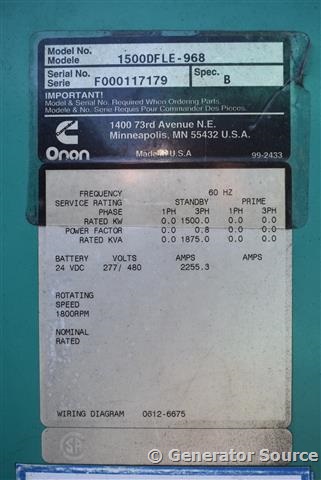 Model No.
Modele 1500DFLE-968
Serial No.
Serie F000117179 Spec. B
IMPORTANT!
Model & Serial No. Required When Ordering Parts.
Model & Serie Requis Pour Commander Des Pieces.
1400 73rd Avenue N.E.
Minneapolis, MN 55432 U.S.A.
Onan
Made in U.S.A 99-2433
FREQUENCY 60 HZ
SERVICE RATING STANDBY PRIME
PHASE 1PH 3PH 1PH 3PH
RATED KW 0.0 1500.0 0.0 0.0
POWER FACTOR 0.0 0.8 0.0 0.0
RATED KVA 0.0 1875.0 0.0 0.0
BATTERY VOLTS AMPS AMPS
24 VDC 277/ 480 2255.3
ROTATING
SPEED
1800RPM
NOMINAL
RATED
WIRING DIAGRAM 0612-6675
© Generator Source